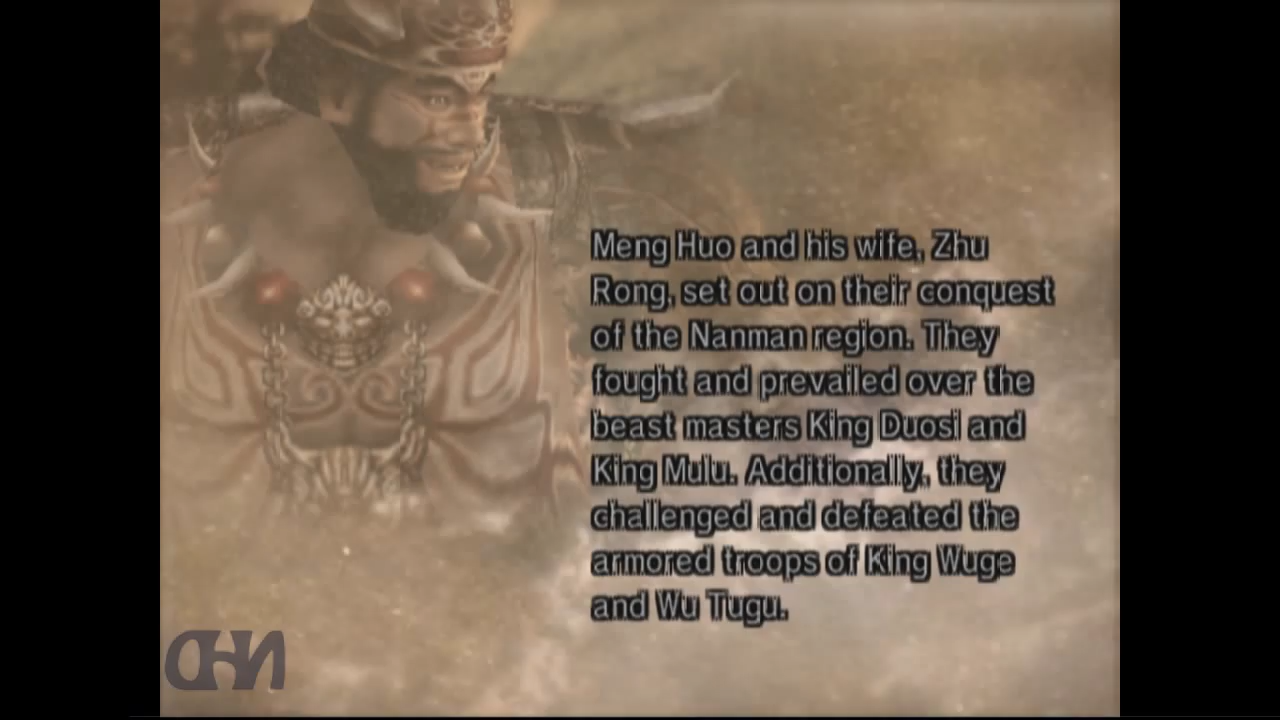 Meng Huo and his wife, Zhu
Rong, set out on their conquest
of the Nanman region. They
fought and prevailed over the
beast masters King Duosi and
King Mulu. Additionally, they
challenged and defeated the
armored troops of King Wuge
and Wu Tugu.